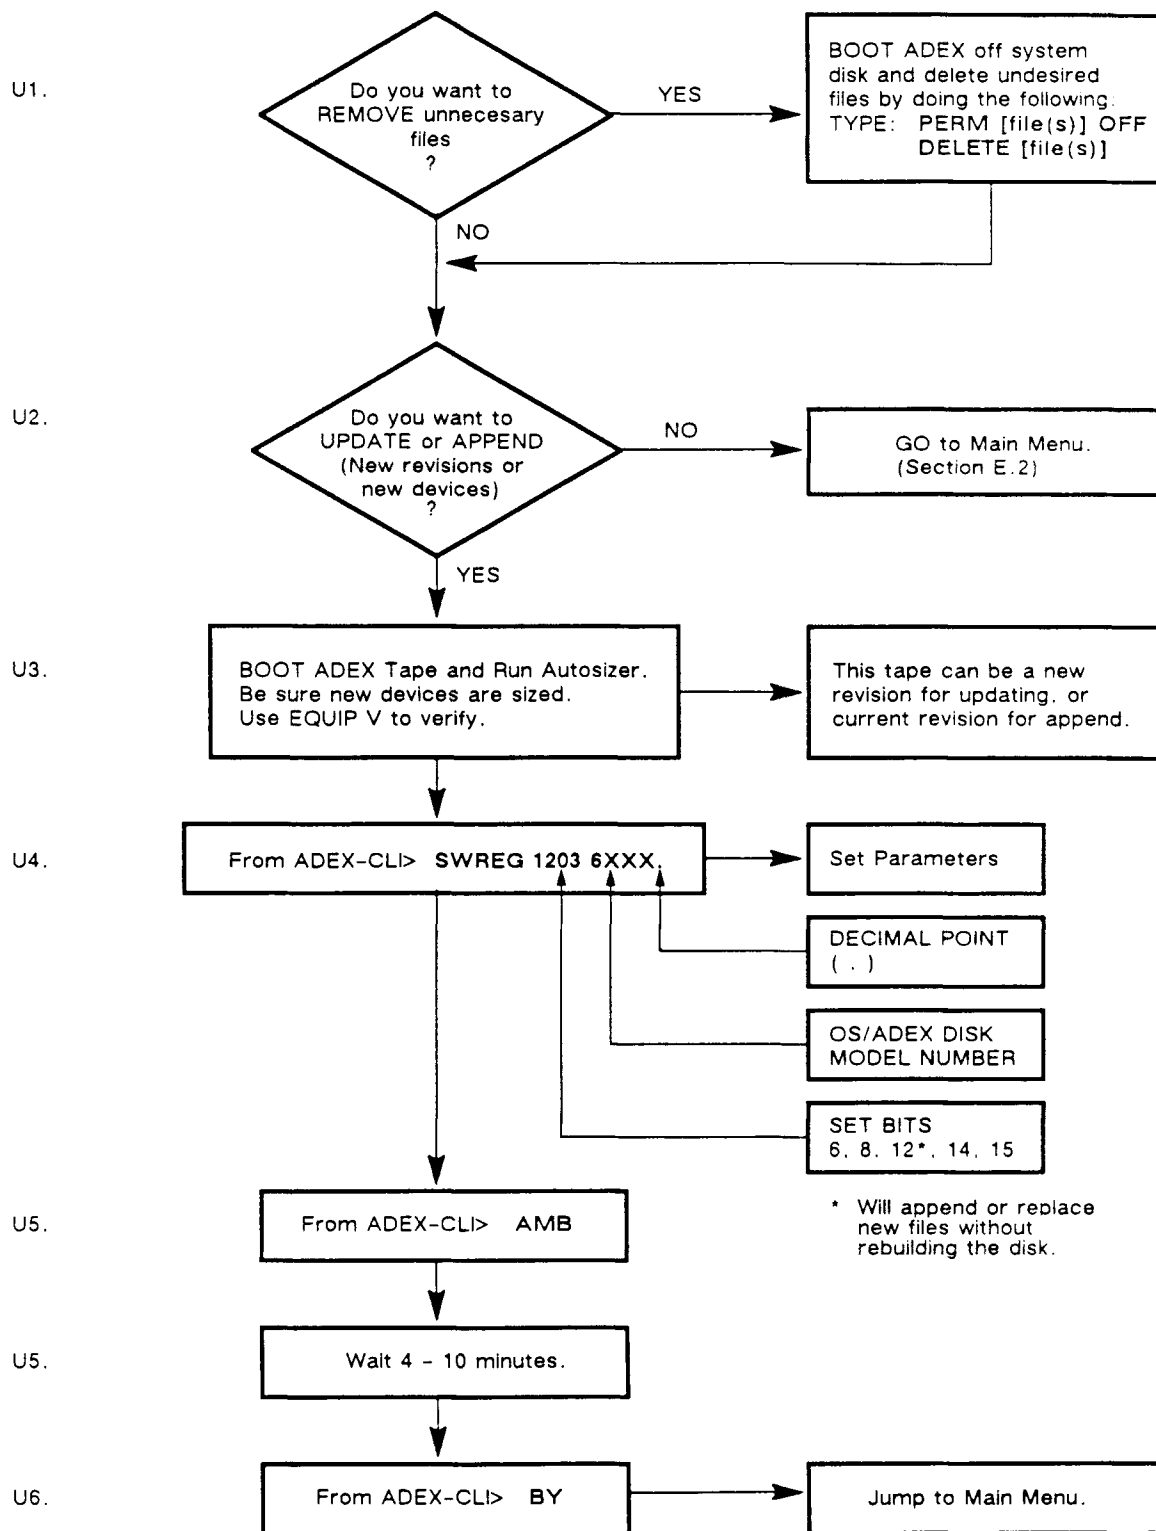 U1.
Do you want to
REMOVE unnecesary
files
?
YES
BOOT ADEX off system
disk and delete undesired
files by doing the following:
TYPE: PERM [file(s)] OFF
DELETE [file(s)]
NO
U2.
Do you want to
UPDATE or APPEND
(New revisions or
new devices)
?
NO
GO to Main Menu.
(Section E.2)
YES
U3.
BOOT ADEX Tape and Run Autosizer.
Be sure new devices are sized.
Use EQUIP V to verify.
This tape can be a new
revision for updating, or
current revision for append.
U4.
From ADEX-CLI> SWREG 1203 6XXX.
Set Parameters
DECIMAL POINT
( . )
OS/ADEX DISK
MODEL NUMBER
SET BITS
6, 8, 12*, 14, 15
* Will append or replace
new files without
rebuilding the disk.
U5.
From ADEX-CLI> AMB
U5.
Wait 4 - 10 minutes.
U6.
From ADEX-CLI> BY
Jump to Main Menu.